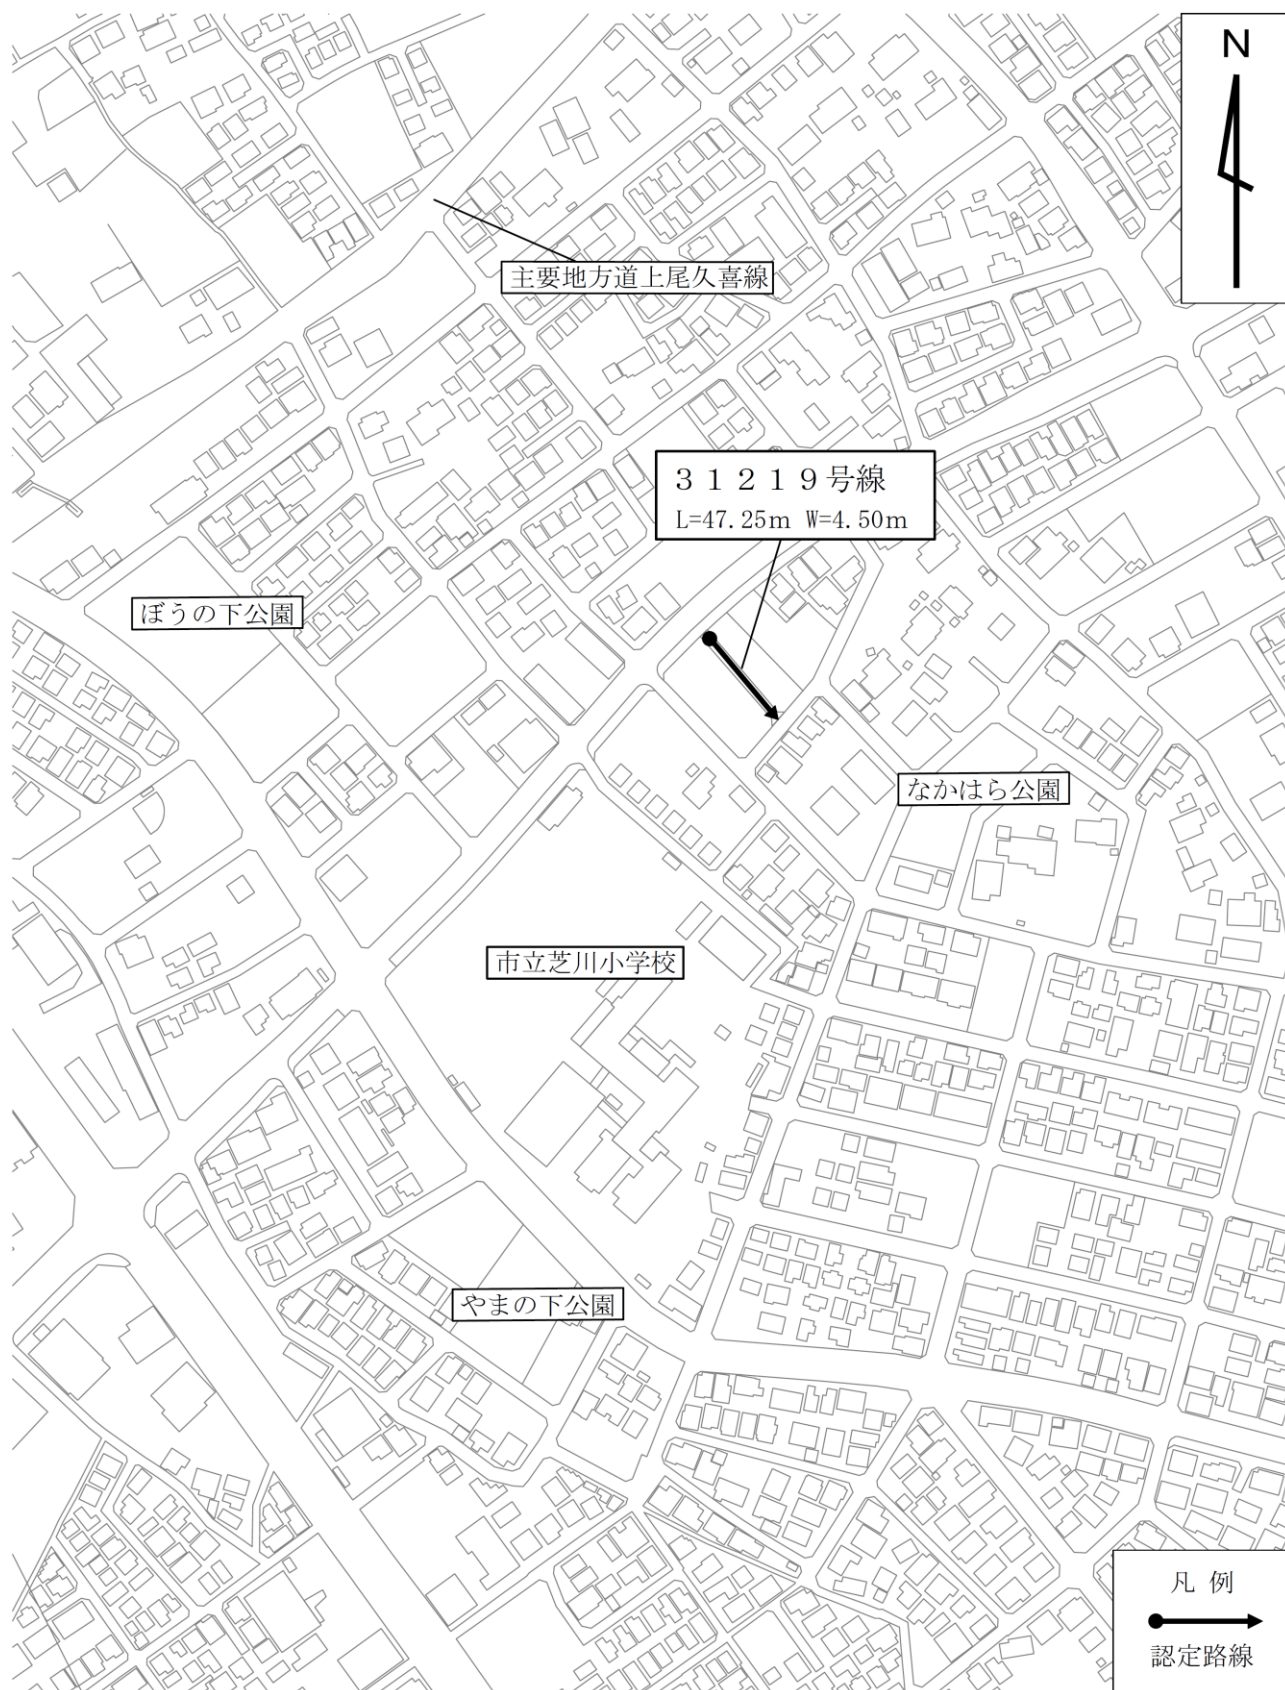 N
主要地方道上尾久喜線
３１２１９号線
L=47.25m W=4.50m
ぼうの下公園
なかはら公園
市立芝川小学校
やまの下公園
凡 例
認定路線